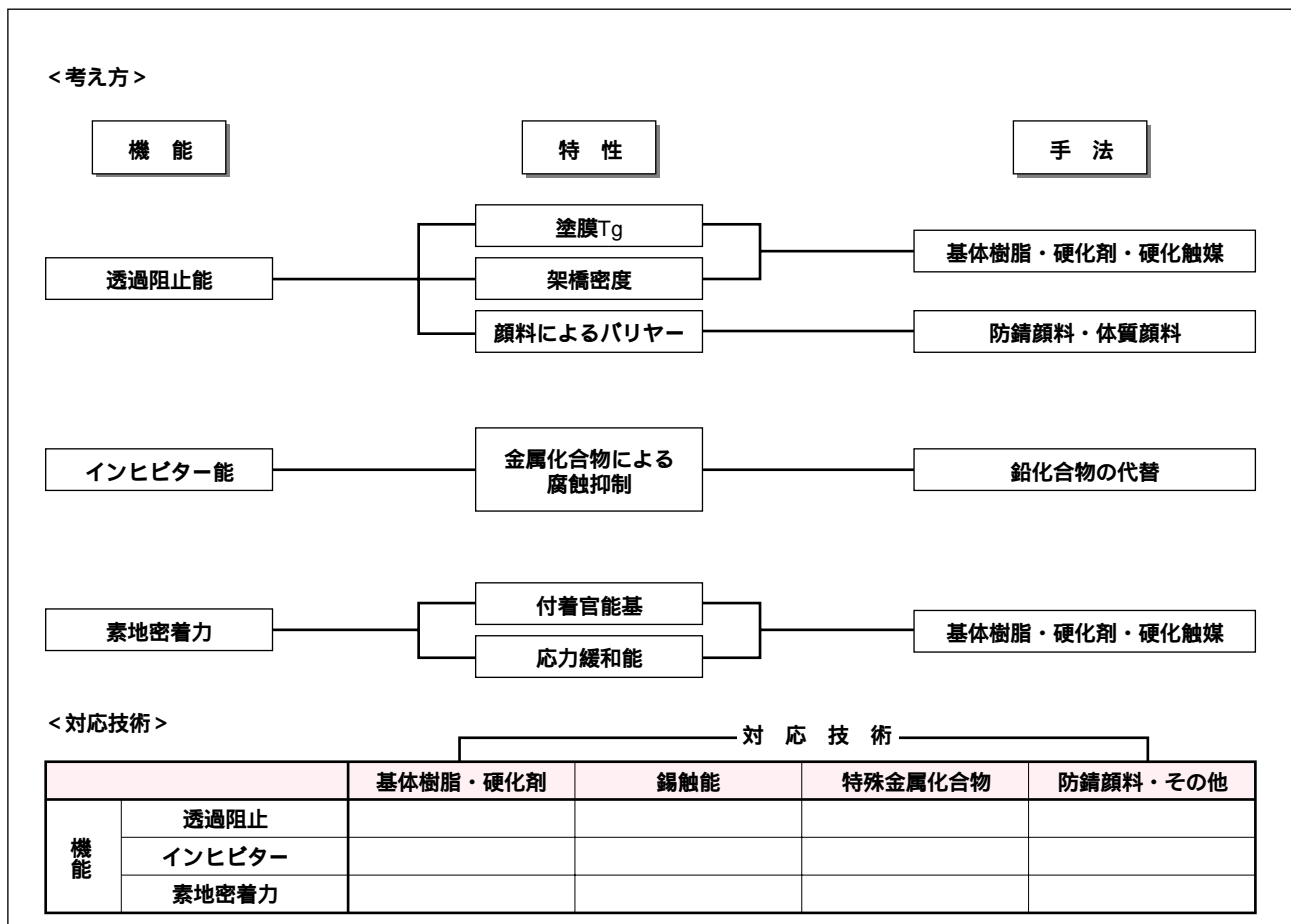 <考え方>
機 能
特 性
手 法
透過阻止能
塗膜Tg
架橋密度
顔料によるバリヤー
基体樹脂・硬化剤・硬化触媒
防錆顔料・体質顔料
インヒビター能
金属化合物による
腐蝕抑制
鉛化合物の代替
素地密着力
付着官能基
応力緩和能
基体樹脂・硬化剤・硬化触媒
<対応技術>
対 応 技 術
基体樹脂・硬化剤
錫触能
特殊金属化合物
防錆顔料・その他
機能
透過阻止
インヒビター
素地密着力